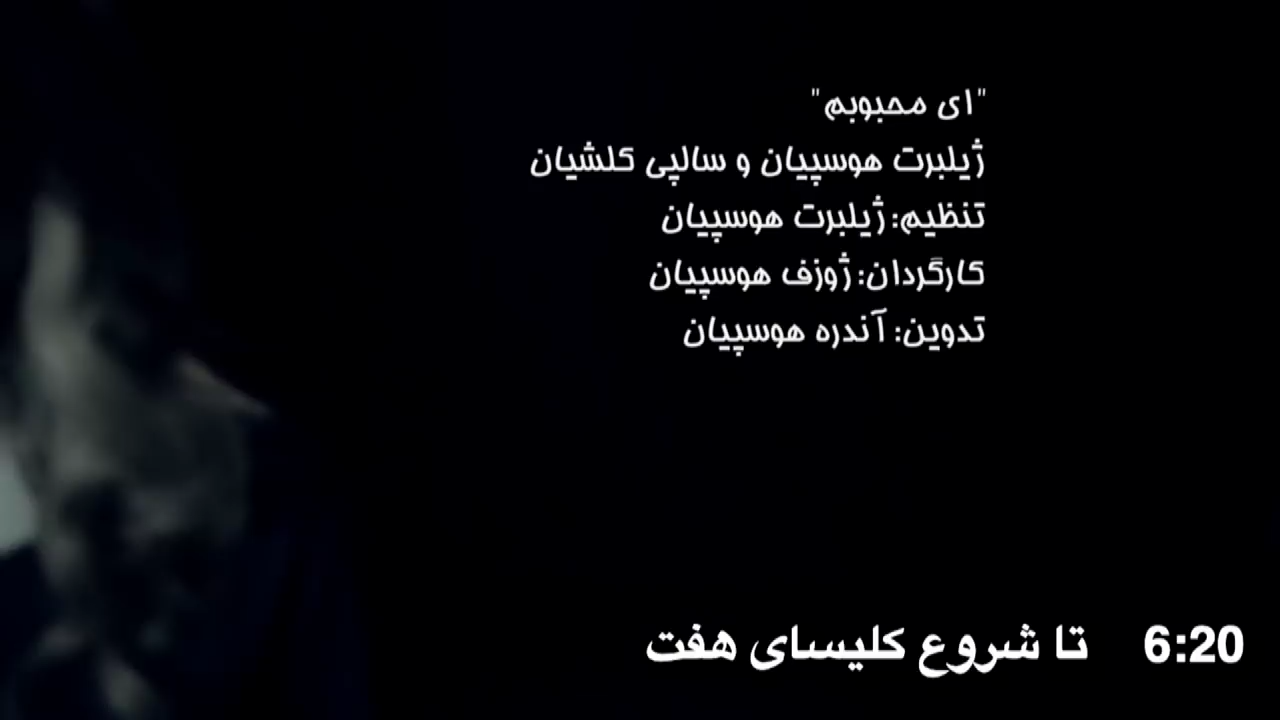 "ای محبوبم"
ژیلبرت هوسپیان و سالپی کلشیان
تنظیم: ژیلبرت هوسپیان
کارگردان: ژوزف هوسپیان
تدوین: آندره هوسپیان
6:20 تا شروع کلیسای هفت